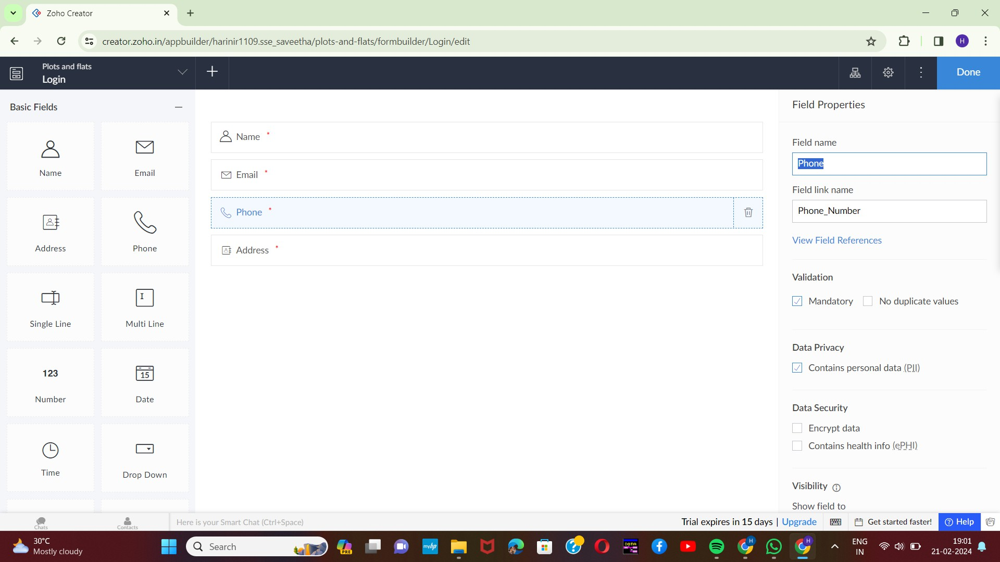 Zoho Creator
creator.zoho.in/appbuilder/harinir1109.sse_saveetha/plots-and-flats/formbuilder/Login/edit
H
Plots and flats
Login
Done
Basic Fields
Name
Email
Address
Phone
Single Line
Multi Line
123
15
Number
Date
Time
Drop Down
Name *
Email *
Phone *
Address *
Field Properties
Field name
Phone
Field link name
Phone_Number
View Field References
Validation
Mandatory
No duplicate values
Data Privacy
Contains personal data (PII)
Data Security
Encrypt data
Contains health info (ePHI)
Visibility
Show field to
Chats
Contacts
Here is your Smart Chat (Ctrl+Space)
Trial expires in 15 days | Upgrade
Get started faster!
Help
30°C
Mostly cloudy
Search
PRE
myhp
DATA
H
H
ENG
IN
19:01
21-02-2024